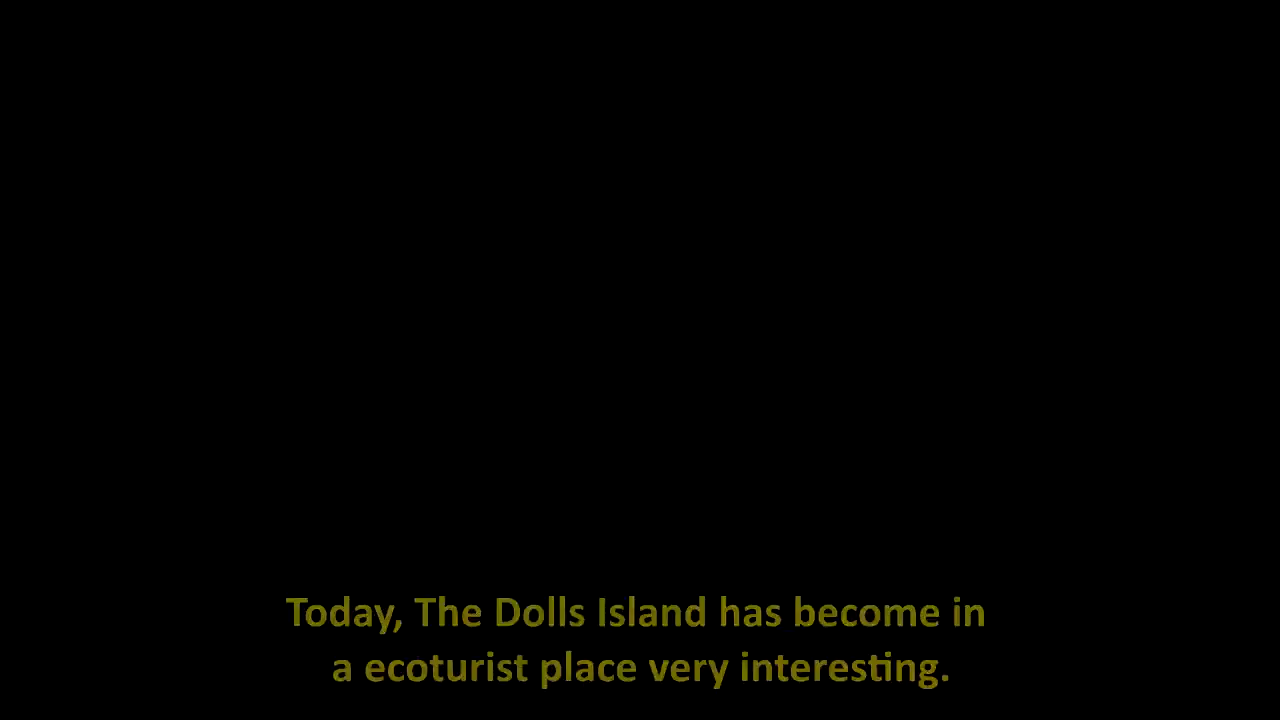 Today, The Dolls Island has become in
a ecoturist place very interesting.